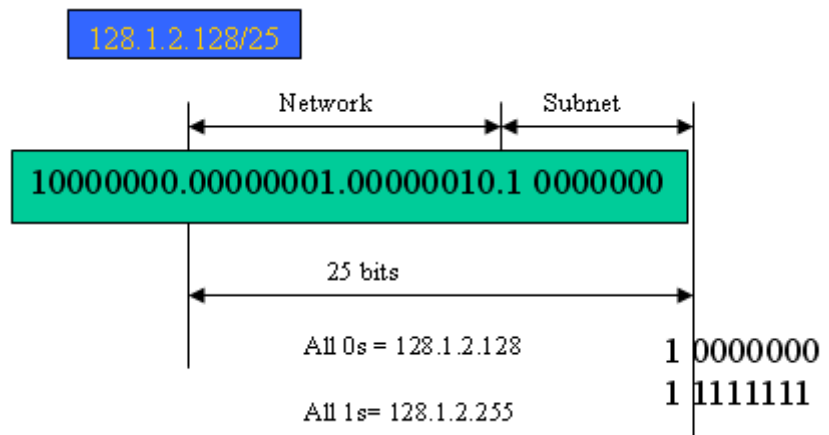 128.1.2.128/25
Network Subnet
10000000.00000001.00000010.1 0000000
25 bits
All 0s = 128.1.2.128
1 0000000
All 1s= 128.1.2.255
1 1111111